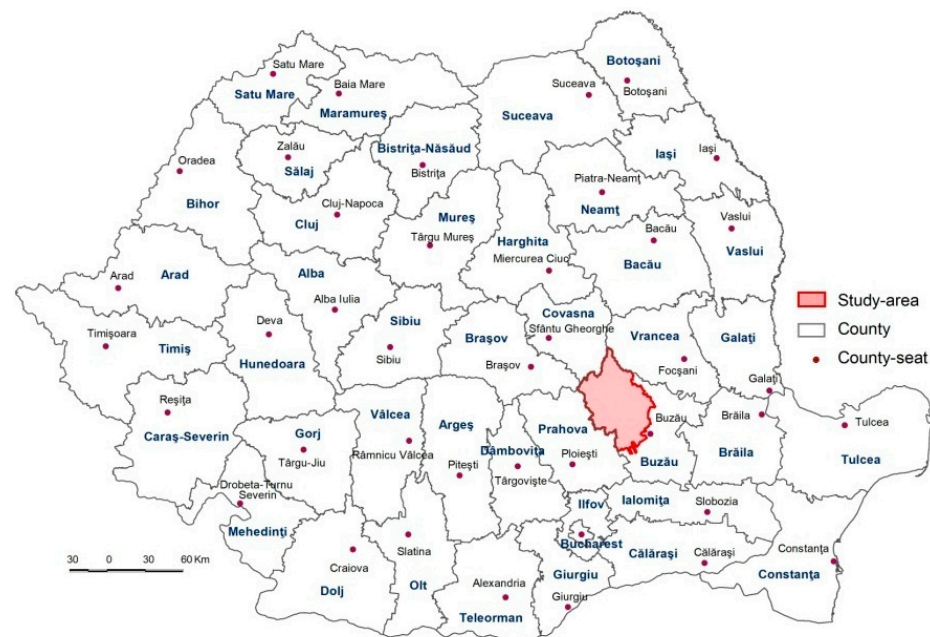 Satu Mare
Satu Mare
Baia Mare
Maramureş
Botoşani
Botoşani
Suceava
Suceava
Zalău
Sălaj
Bistriţa-Năsăud
Bistriţa
Iaşi
Iaşi
Oradea
Bihor
Cluj-Napoca
Cluj
Piatra-Neamţ
Neamţ
Mureş
Târgu Mureş
Harghita
Miercurea Ciuc
Bacău
Bacău
Vaslui
Vaslui
Arad
Arad
Alba
Alba Iulia
Study-area
County
County-seat
Timişoara
Timiş
Deva
Hunedoara
Sibiu
Sibiu
Braşov
Braşov
Covasna
Sfântu Gheorghe
Vrancea
Focşani
Galaţi
Galaţi
Reşiţa
Caraş-Severin
Gorj
Târgu-Jiu
Vâlcea
Râmnicu Vâlcea
Argeş
Piteşti
Dâmboviţa
Târgovişte
Prahova
Ploieşti
Buzău
Buzău
Brăila
Brăila
Tulcea
Tulcea
Drobeta-Turnu
Severin
Mehedinţi
Ilfov
Ialomiţa
Slobozia
Bucharest
Călăraşi
Călăraşi
Constanţa
Constanţa
Craiova
Dolj
Slatina
Olt
Alexandria
Teleorman
Giurgiu
Giurgiu
30 0 30 60 Km